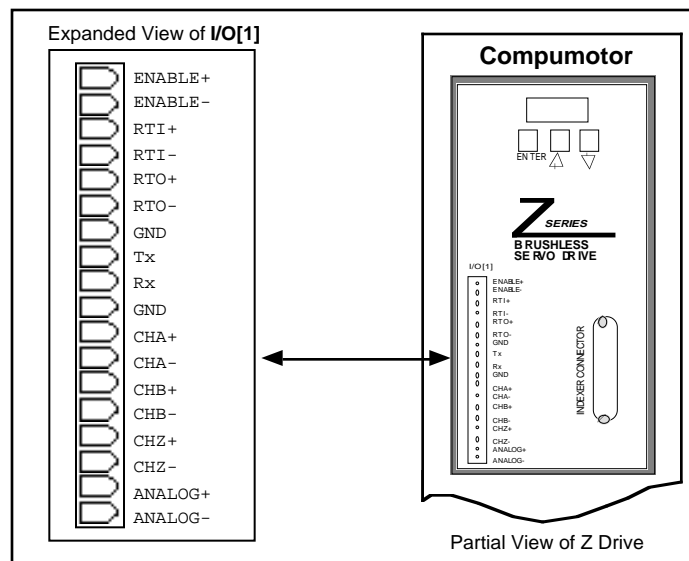 Expanded View of I/O[1]
ENABLE+
ENABLE-
RTI+
RTI-
RTO+
RTO-
GND
Tx
Rx
GND
CHA+
CHA-
CHB+
CHB-
CHZ+
CHZ-
ANALOG+
ANALOG-
Compumotor
ENTER
Z SERIES
BRUSHLESS
SERVO DRIVE
I/O[1]
ENABLE+
ENABLE-
RTI+
RTI-
RTO+
RTO-
GND
Tx
Rx
GND
CHA+
CHA-
CHB+
CHB-
CHZ+
CHZ-
ANALOG+
ANALOG-
INDEXER CONNECTOR
Partial View of Z Drive